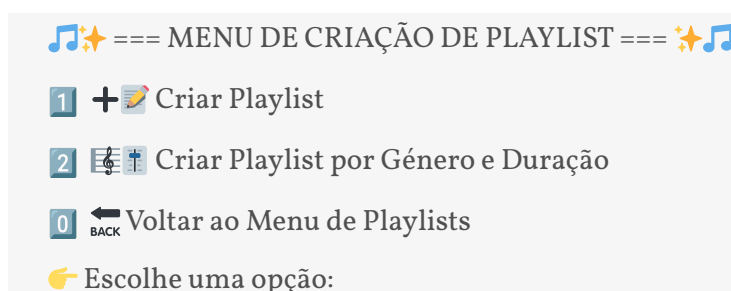 🎵✨ === MENU DE CRIAÇÃO DE PLAYLIST === ✨🎵
1️⃣ ➕📝 Criar Playlist
2️⃣ 🎼🎚️ Criar Playlist por Género e Duração
0️⃣ 🔙 Voltar ao Menu de Playlists
👉 Escolhe uma opção: